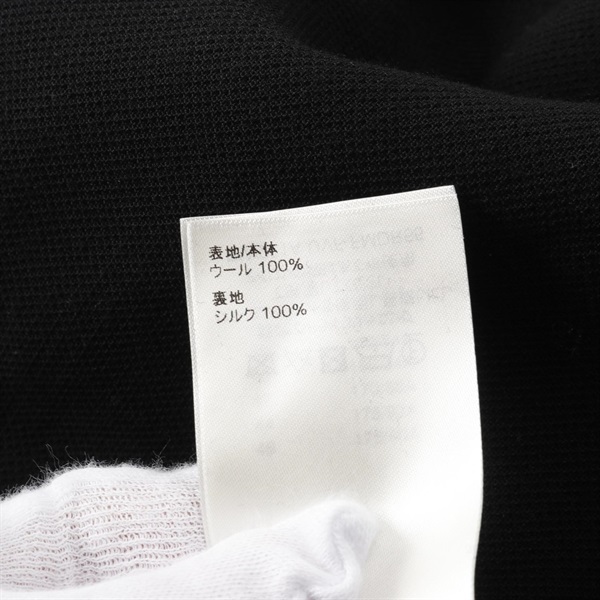 表地/本体
ウール 100%
裏地
シルク 100%